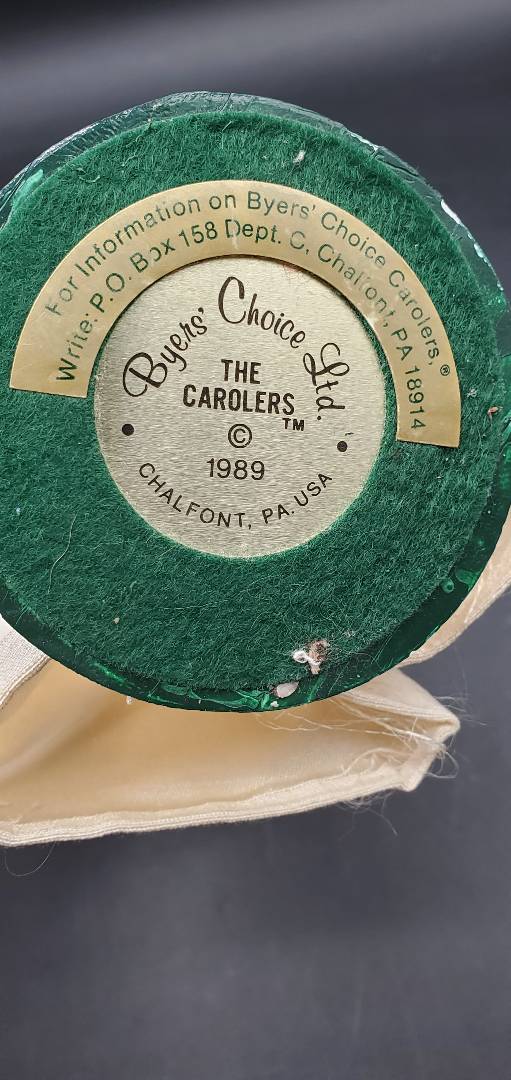 For Information on Byers' Choice Carolers,®
Write: P.O. Box 158 Dept. C, Chalfont, PA 18914
Byers' Choice Ltd.
THE
CAROLERS™
©
1989
CHALFONT, PA. USA